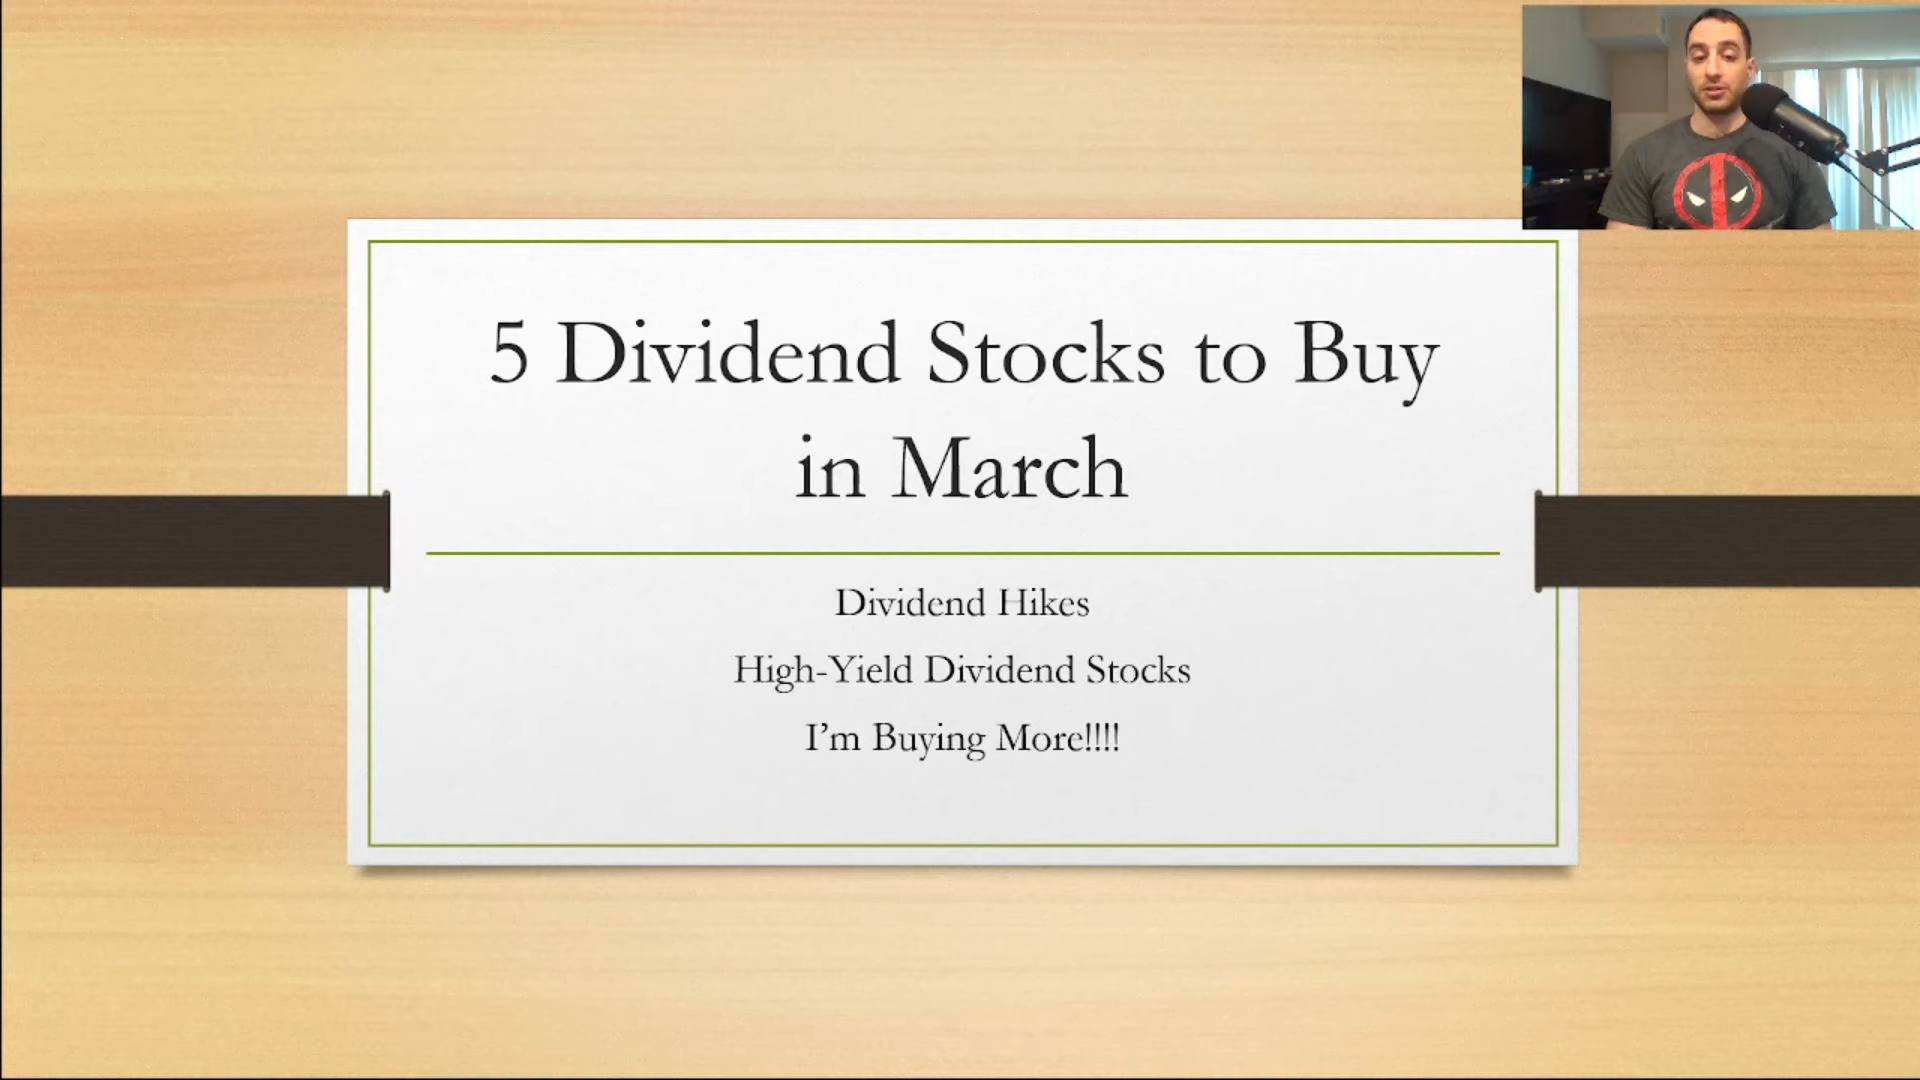 5 Dividend Stocks to Buy
in March
Dividend Hikes
High-Yield Dividend Stocks
I’m Buying More!!!!